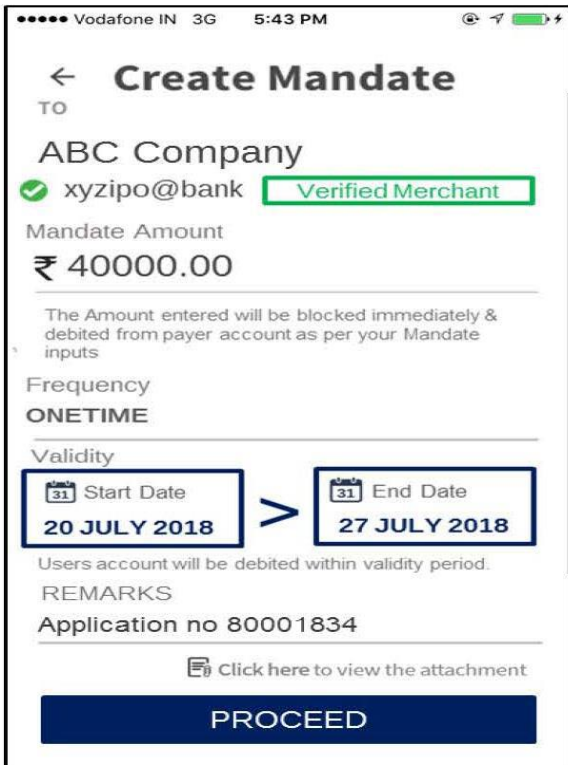 Vodafone IN 3G 5:43 PM
← Create Mandate
TO
ABC Company
xyzipo@bank Verified Merchant
Mandate Amount
₹ 40000.00
The Amount entered will be blocked immediately &
debited from payer account as per your Mandate
inputs
Frequency
ONETIME
Validity
31 Start Date > 31 End Date
20 JULY 2018 27 JULY 2018
Users account will be debited within validity period.
REMARKS
Application no 80001834
Click here to view the attachment
PROCEED